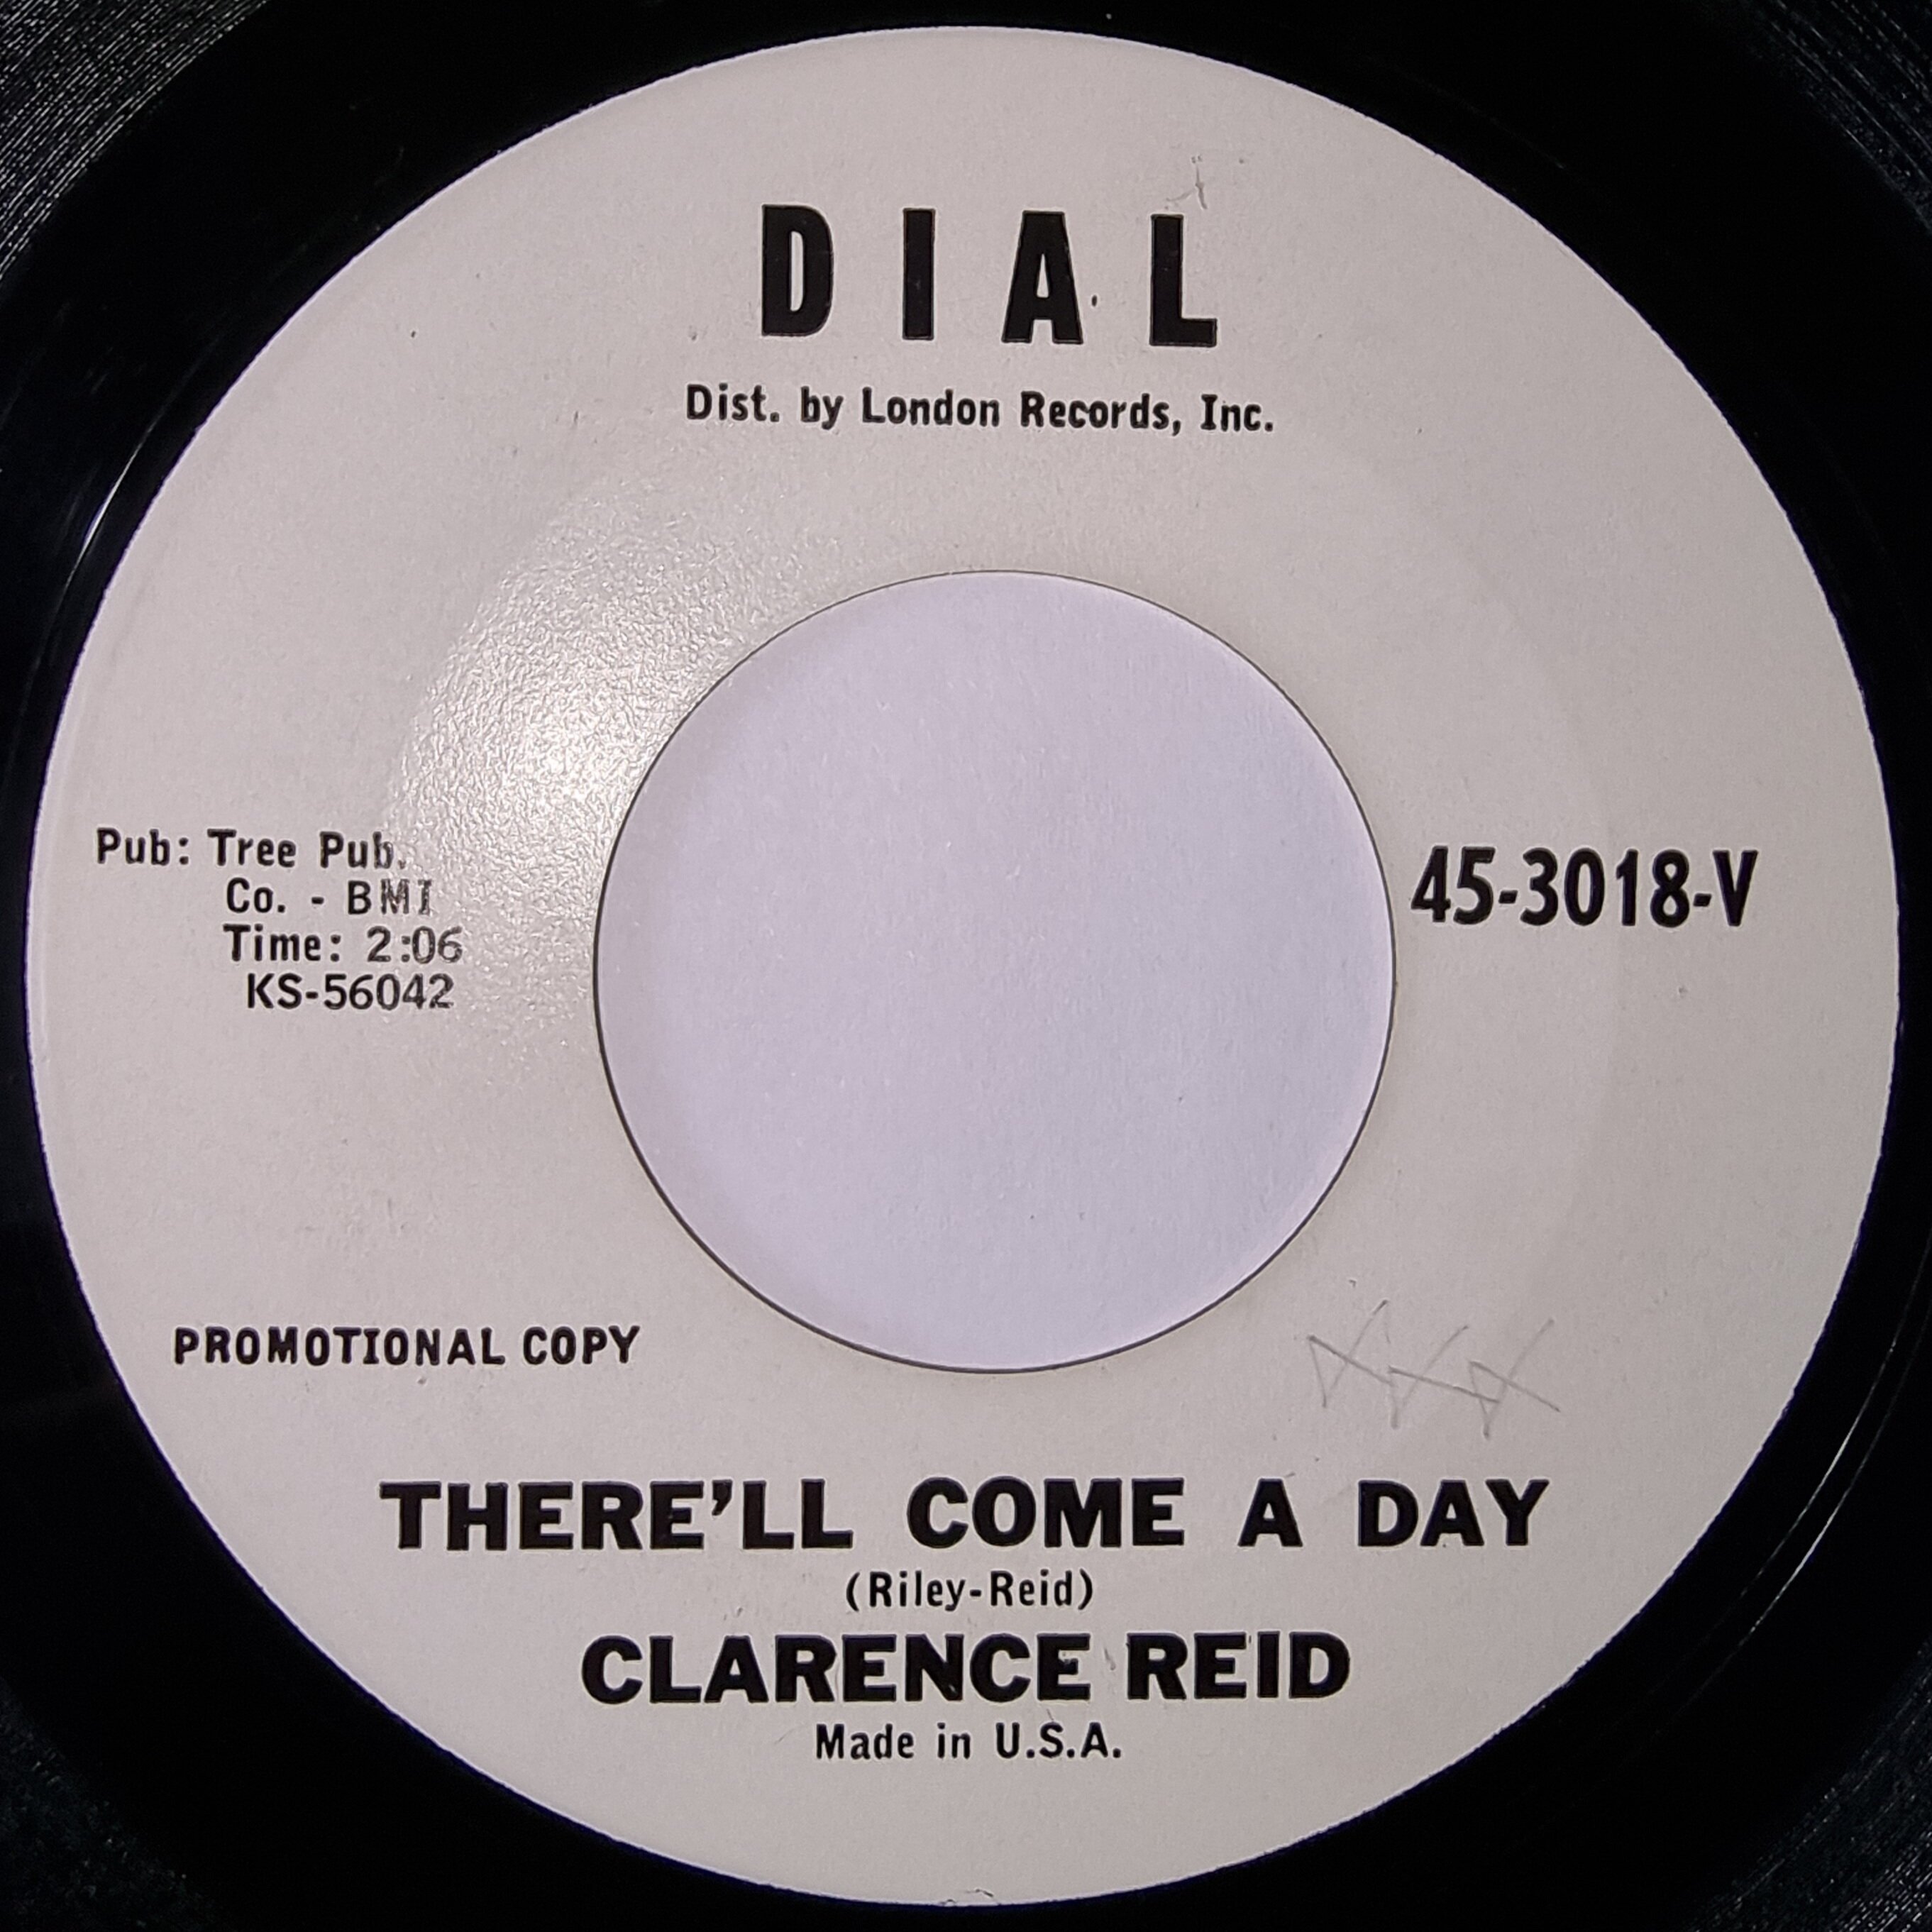 DIAL
Dist. by London Records, Inc.
Pub: Tree Pub.
Co. - BMI
Time: 2:06
KS-56042
45-3018-V
PROMOTIONAL COPY
XXX
THERE'LL COME A DAY
(Riley-Reid)
CLARENCE REID
Made in U.S.A.